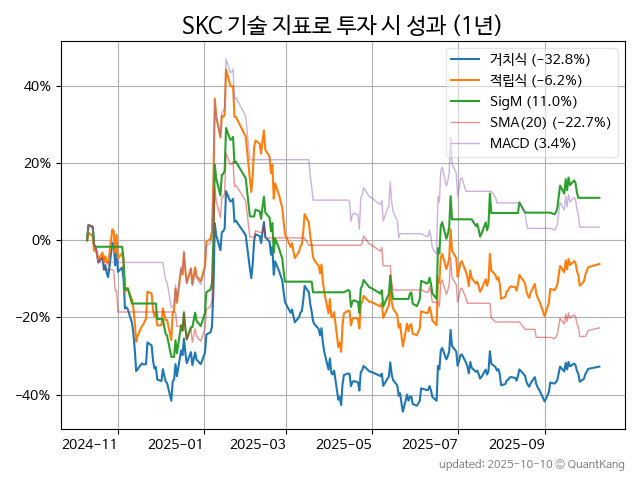 SKC 기술 지표로 투자 시 성과 (1년)
거치식 (−32.8%)
적립식 (−6.2%)
SigM (11.0%)
SMA(20) (−22.7%)
MACD (3.4%)
40%
20%
0%
−20%
−40%
2024-11 2025-01 2025-03 2025-05 2025-07 2025-09
updated: 2025-10-10 ⓒ QuantKang